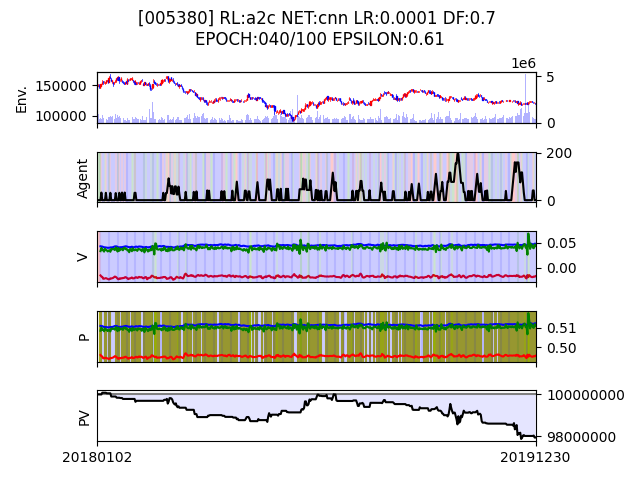 [005380] RL:a2c NET:cnn LR:0.0001 DF:0.7
EPOCH:040/100 EPSILON:0.61
1e6
Env.
150000
100000
5
0
Agent
200
0
V
0.05
0.00
P
0.51
0.50
PV
100000000
98000000
20180102
20191230